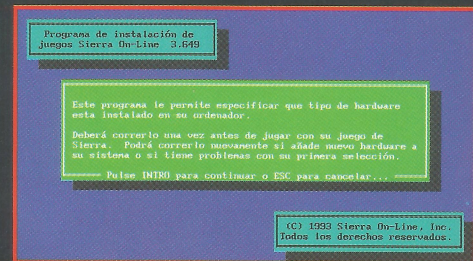 Programa de instalación de
juegos Sierra On-Line 3.649
Este programa le permite especificar que tipo de hardware
esta instalado en su ordenador.
Deberá correrlo una vez antes de jugar con su juego de
Sierra. Podrá correrlo nuevamente si añade nuevo hardware a
su sistema o si tiene problemas con su primera selección.
Pulse INTRO para continuar o ESC para cancelar...
(C) 1993 Sierra On-Line, Inc.
Todos los derechos reservados.